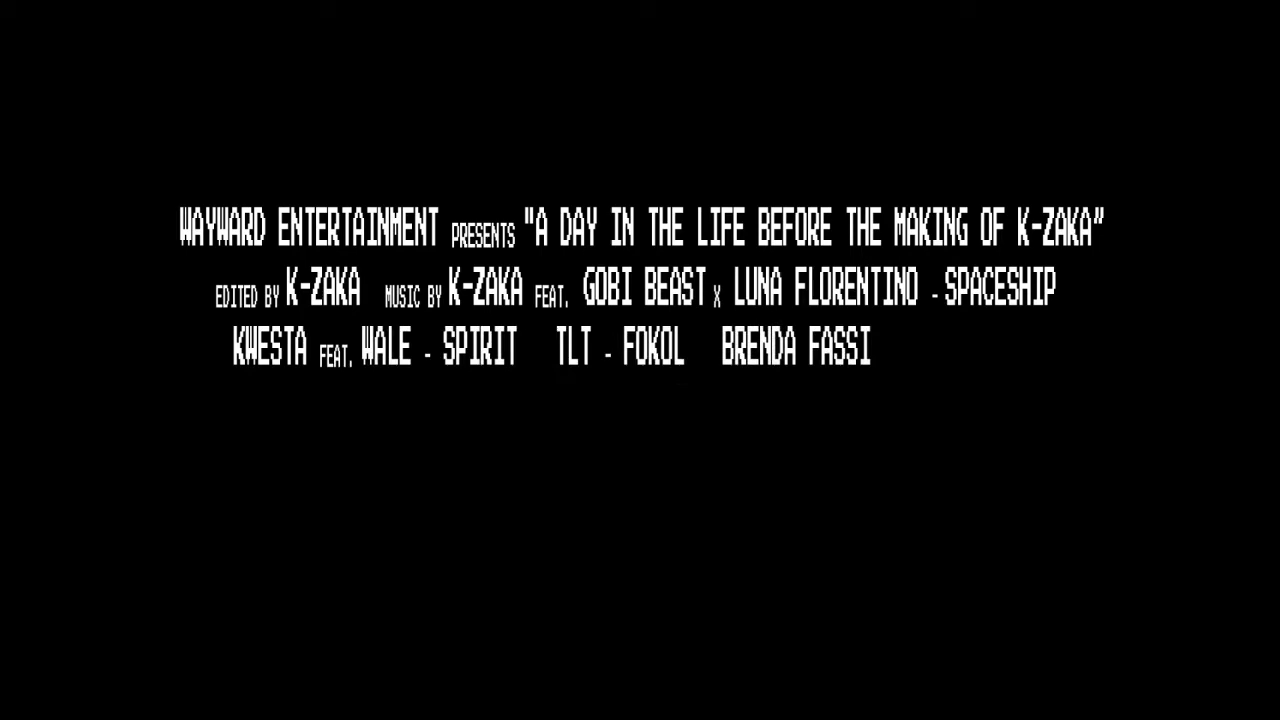 WAYWARD ENTERTAINMENT PRESENTS "A DAY IN THE LIFE BEFORE THE MAKING OF K-ZAKA"
EDITED BY K-ZAKA MUSIC BY K-ZAKA FEAT. GOBI BEAST X LUNA FLORENTINO - SPACESHIP
KWESTA FEAT. WALE - SPIRIT TLT - FOKOL BRENDA FASSI